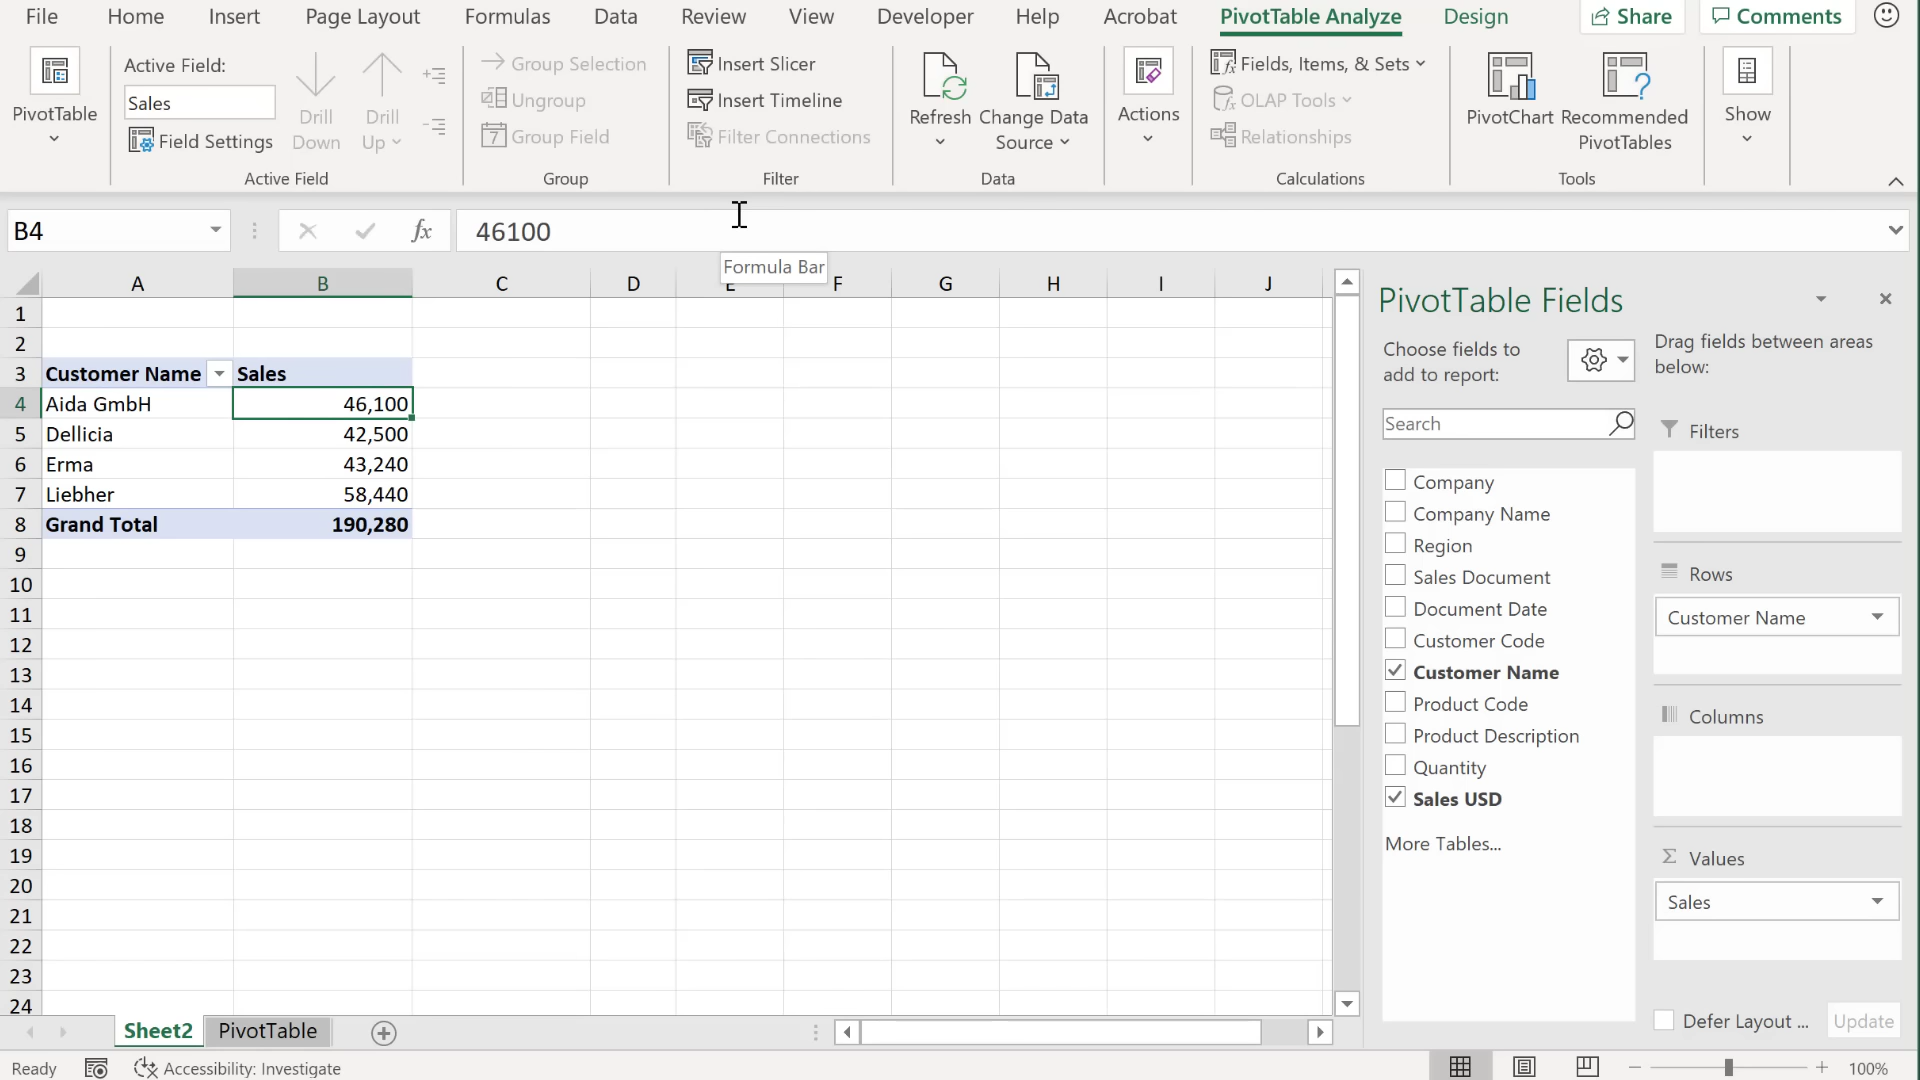 File Home Insert Page Layout Formulas Data Review View Developer Help Acrobat PivotTable Analyze Design Share Comments
PivotTable
Active Field:
Sales
Field Settings
Drill Down
Drill Up
Active Field
Group Selection
Ungroup
7 Group Field
Group
Insert Slicer
Insert Timeline
Filter Connections
Filter
Refresh
Change Data Source
Data
Actions
Fields, Items, & Sets
OLAP Tools
Relationships
Calculations
PivotChart
Recommended PivotTables
Tools
Show
B4 fx 46100
Formula Bar
A B C D E F G H I J
1
2
3 Customer Name Sales
4 Aida GmbH 46,100
5 Dellicia 42,500
6 Erma 43,240
7 Liebher 58,440
8 Grand Total 190,280
9
10
11
12
13
14
15
16
17
18
19
20
21
22
23
24
PivotTable Fields
Choose fields to
add to report:
Search
Company
Company Name
Region
Sales Document
Document Date
Customer Code
Customer Name
Product Code
Product Description
Quantity
Sales USD
More Tables...
Drag fields between areas
below:
Filters
Rows
Customer Name
Columns
Σ Values
Sales
Defer Layout ... Update
Sheet2 PivotTable
Ready Accessibility: Investigate 100%